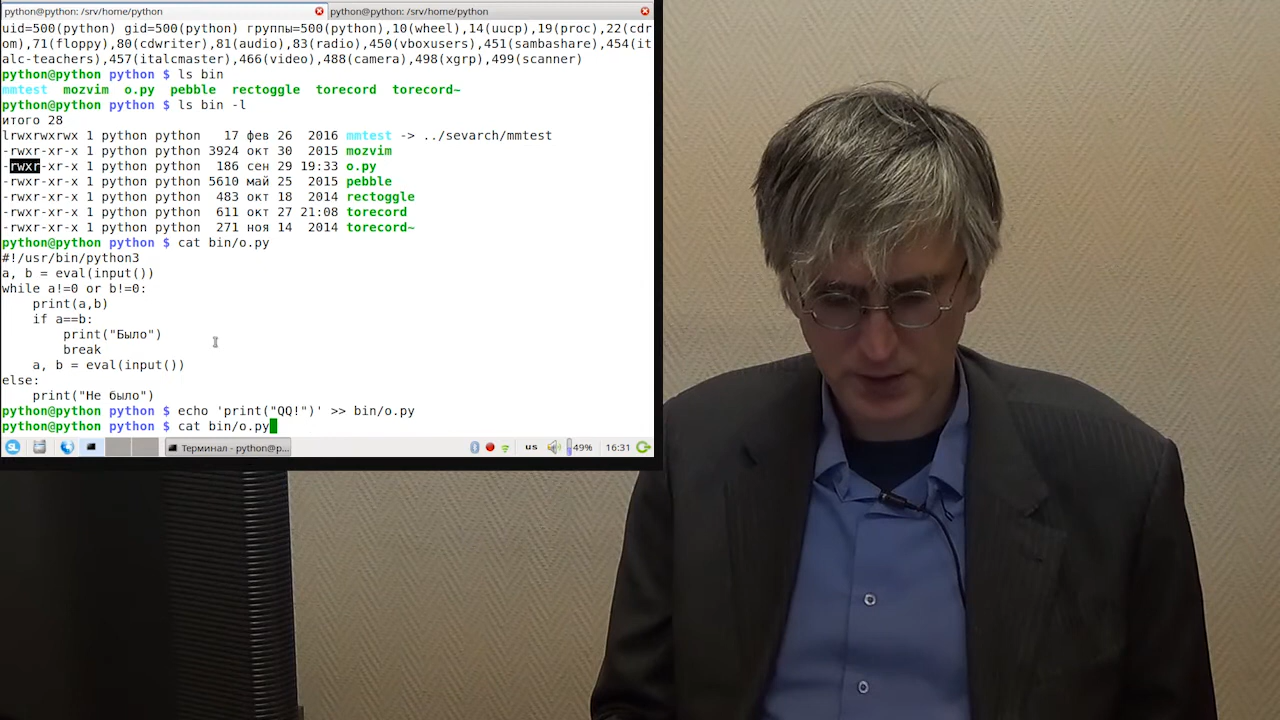 python@python: /srv/home/python
python@python: /srv/home/python
uid=500(python) gid=500(python) группы=500(python),10(wheel),14(uucp),19(proc),22(cdr
om),71(floppy),80(cdwriter),81(audio),83(radio),450(vboxusers),451(sambashare),454(it
alc-teachers),457(italcmaster),466(video),488(camera),498(xgrp),499(scanner)
python@python python $ ls bin
mmtest mozvim o.py pebble rectoggle torecord torecord~
python@python python $ ls bin -l
итого 28
lrwxrwxrwx 1 python python 17 фев 26 2016 mmtest -> ../sevarch/mmtest
-rwxr-xr-x 1 python python 3924 окт 30 2015 mozvim
-rwxr-xr-x 1 python python 186 сен 29 19:33 o.py
-rwxr-xr-x 1 python python 5610 май 25 2015 pebble
-rwxr-xr-x 1 python python 483 окт 18 2014 rectoggle
-rwxr-xr-x 1 python python 611 окт 27 21:08 torecord
-rwxr-xr-x 1 python python 271 ноя 14 2014 torecord~
python@python python $ cat bin/o.py
#!/usr/bin/python3
a, b = eval(input())
while a!=0 or b!=0:
    print(a,b)
    if a==b:
        print("Было")
        break
    a, b = eval(input())
else:
    print("Не было")
python@python python $ echo 'print("QQ!")' >> bin/o.py
python@python python $ cat bin/o.py
Терминал - python@p... us 49% 16:31